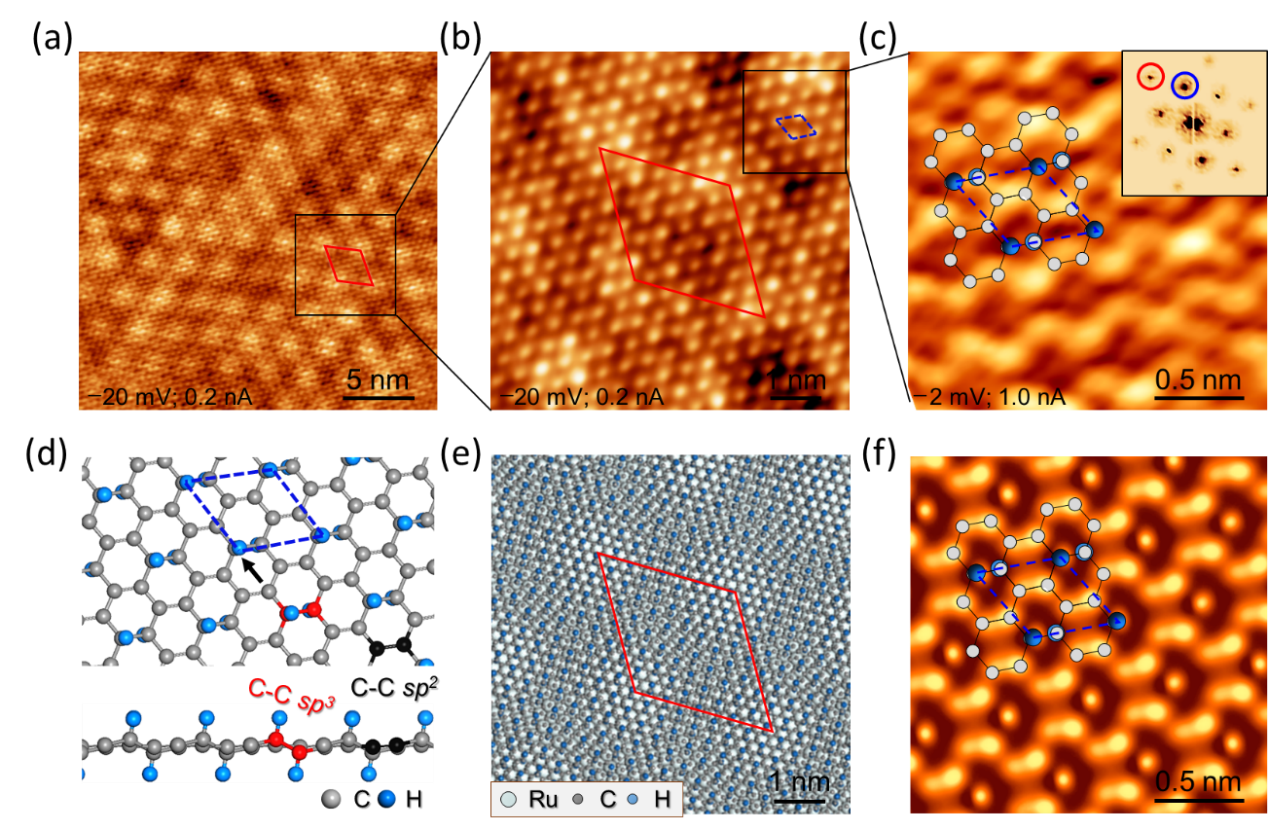 (a)
(b)
(c)
5 nm
−20 mV; 0.2 nA
1 nm
−20 mV; 0.2 nA
0.5 nm
−2 mV; 1.0 nA
(d)
(e)
(f)
C-C sp³
C-C sp²
C H
Ru C H
1 nm
0.5 nm